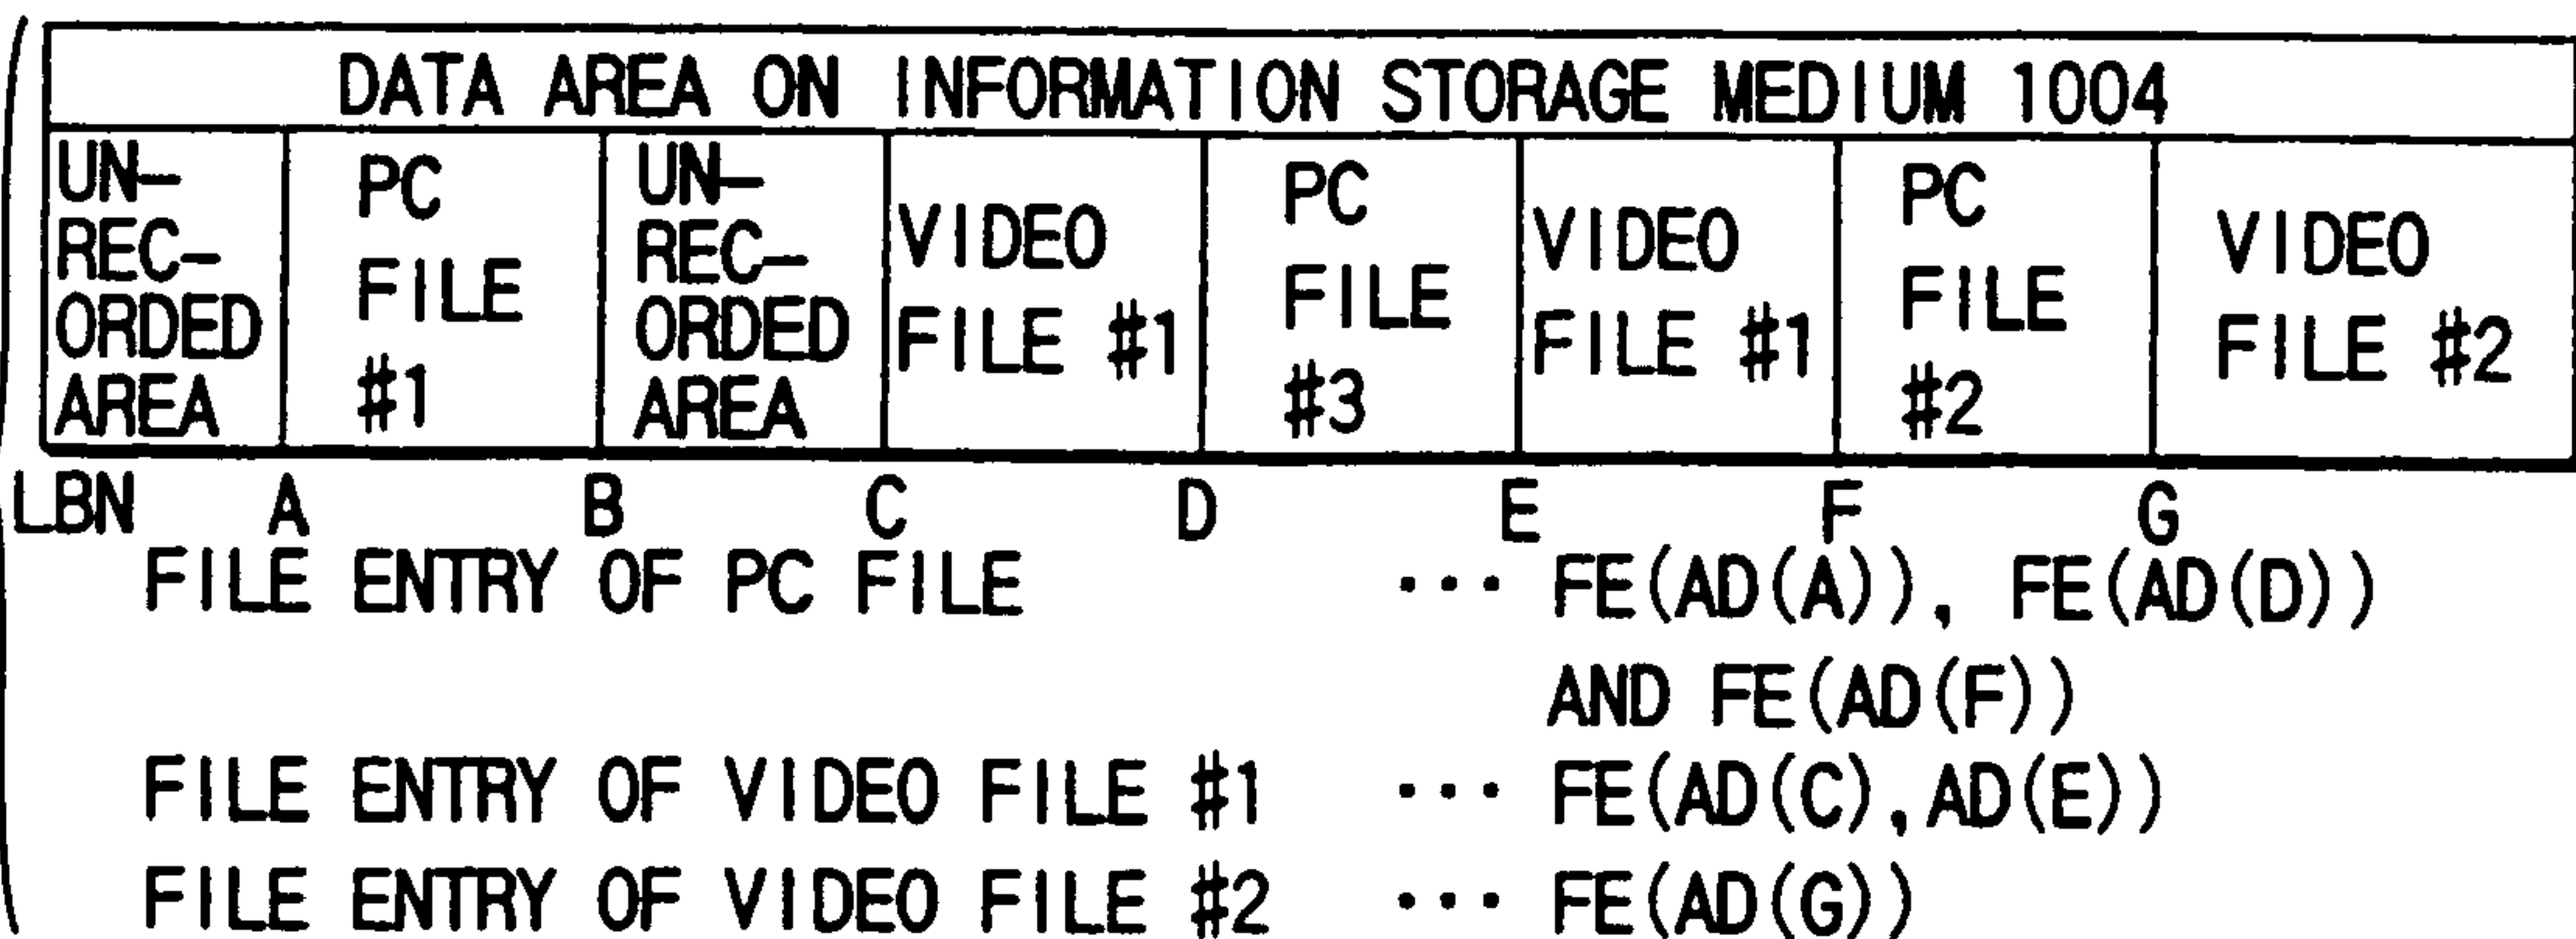 DATA AREA ON INFORMATION STORAGE MEDIUM 1004
UN-
REC-
ORDED
AREA
PC
FILE
#1
UN-
REC-
ORDED
AREA
VIDEO
FILE #1
PC
FILE
#3
VIDEO
FILE #1
PC
FILE
#2
VIDEO
FILE #2
LBN A B C D E F G
FILE ENTRY OF PC FILE ··· FE(AD(A)), FE(AD(D))
AND FE(AD(F))
FILE ENTRY OF VIDEO FILE #1 ··· FE(AD(C),AD(E))
FILE ENTRY OF VIDEO FILE #2 ··· FE(AD(G))